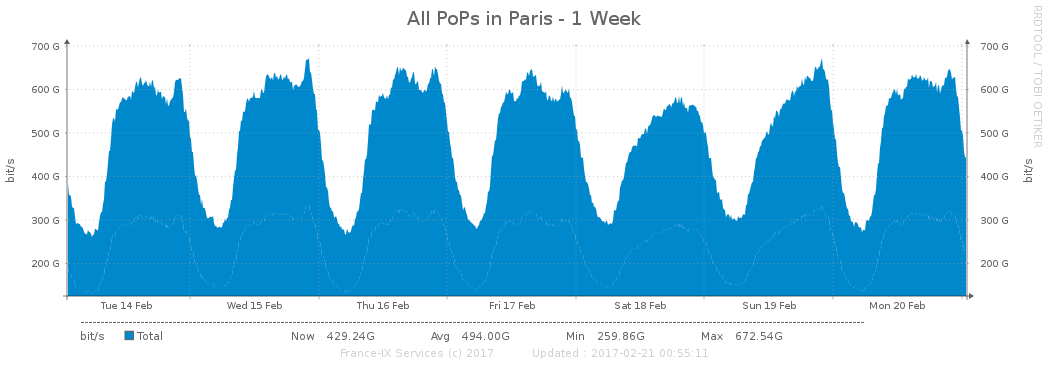 All PoPs in Paris - 1 Week
RRDTOOL / TOBI OETIKER
bit/s
700 G 700 G
600 G 600 G
500 G 500 G
400 G 400 G
300 G 300 G
200 G 200 G
bit/s
Tue 14 Feb Wed 15 Feb Thu 16 Feb Fri 17 Feb Sat 18 Feb Sun 19 Feb Mon 20 Feb
bit/s Total Now 429.24G Avg 494.00G Min 259.86G Max 672.54G
France-IX Services (c) 2017 Updated : 2017-02-21 00:55:11